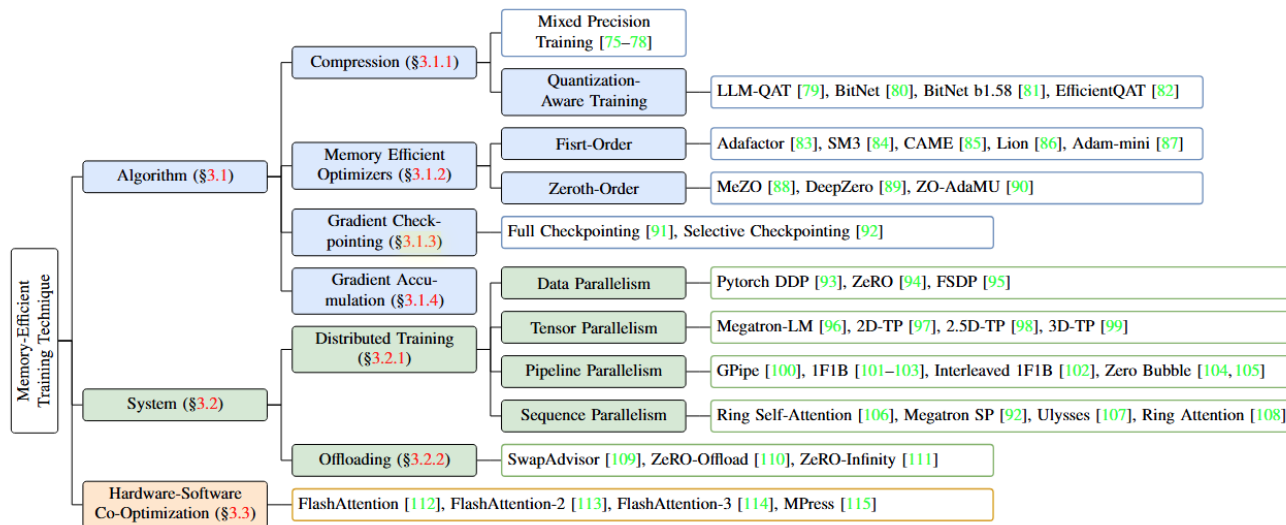 Memory-Efficient
Training Technique
Algorithm (§3.1)
Compression (§3.1.1)
Mixed Precision
Training [75–78]
Quantization-
Aware Training
LLM-QAT [79], BitNet [80], BitNet b1.58 [81], EfficientQAT [82]
Memory Efficient
Optimizers (§3.1.2)
Fisrt-Order
Adafactor [83], SM3 [84], CAME [85], Lion [86], Adam-mini [87]
Zeroth-Order
MeZO [88], DeepZero [89], ZO-AdaMU [90]
Gradient Check-
pointing (§3.1.3)
Full Checkpointing [91], Selective Checkpointing [92]
Gradient Accu-
mulation (§3.1.4)
System (§3.2)
Distributed Training
(§3.2.1)
Data Parallelism
Pytorch DDP [93], ZeRO [94], FSDP [95]
Tensor Parallelism
Megatron-LM [96], 2D-TP [97], 2.5D-TP [98], 3D-TP [99]
Pipeline Parallelism
GPipe [100], 1F1B [101–103], Interleaved 1F1B [102], Zero Bubble [104, 105]
Sequence Parallelism
Ring Self-Attention [106], Megatron SP [92], Ulysses [107], Ring Attention [108]
Offloading (§3.2.2)
SwapAdvisor [109], ZeRO-Offload [110], ZeRO-Infinity [111]
Hardware-Software
Co-Optimization (§3.3)
FlashAttention [112], FlashAttention-2 [113], FlashAttention-3 [114], MPress [115]